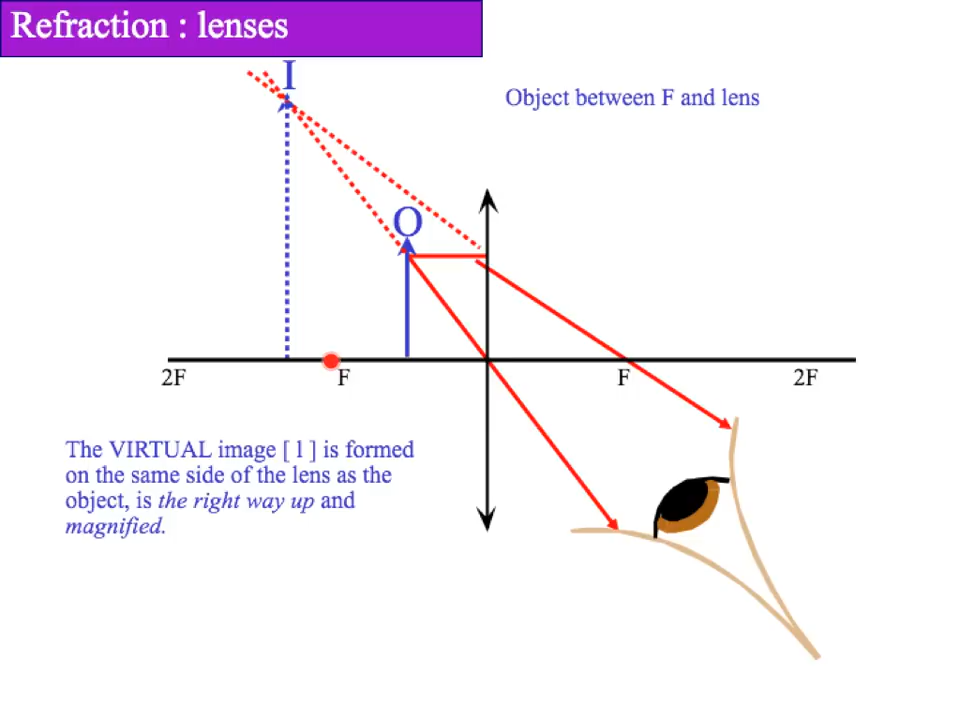 Refraction : lenses
I
Object between F and lens
O
2F
F
F
2F
The VIRTUAL image [ l ] is formed
on the same side of the lens as the
object, is the right way up and
magnified.